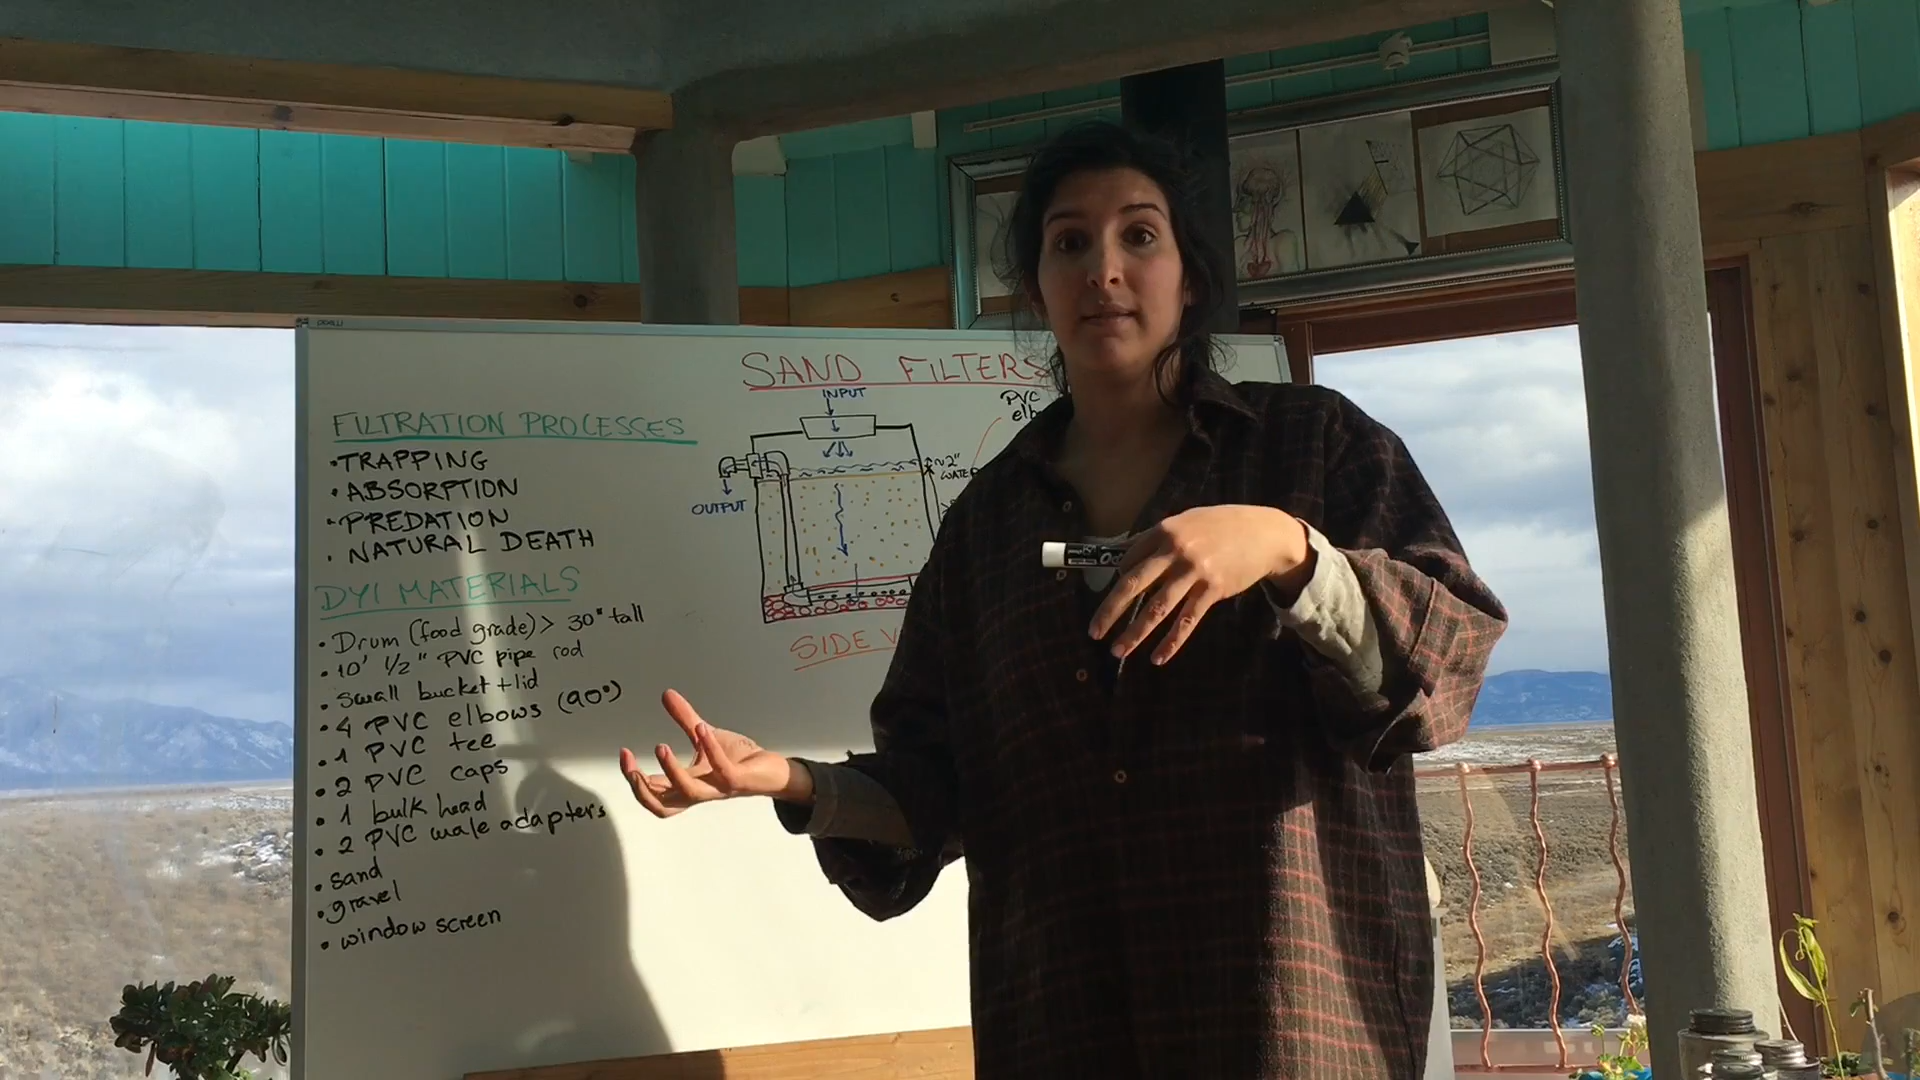 SAND FILTERS
FILTRATION PROCESSES
• TRAPPING
• ABSORPTION
• PREDATION
• NATURAL DEATH
DYI MATERIALS
• Drum (food grade) > 30" tall
• 10' 1/2" PVC pipe rod
• small bucket + lid
• 4 PVC elbows (90°)
• 1 PVC tee
• 2 PVC caps
• 1 bulk head
• 2 PVC male adapters
• sand
• gravel
• window screen
INPUT
PVC
elb
~2"
WATER
OUTPUT
SIDE V